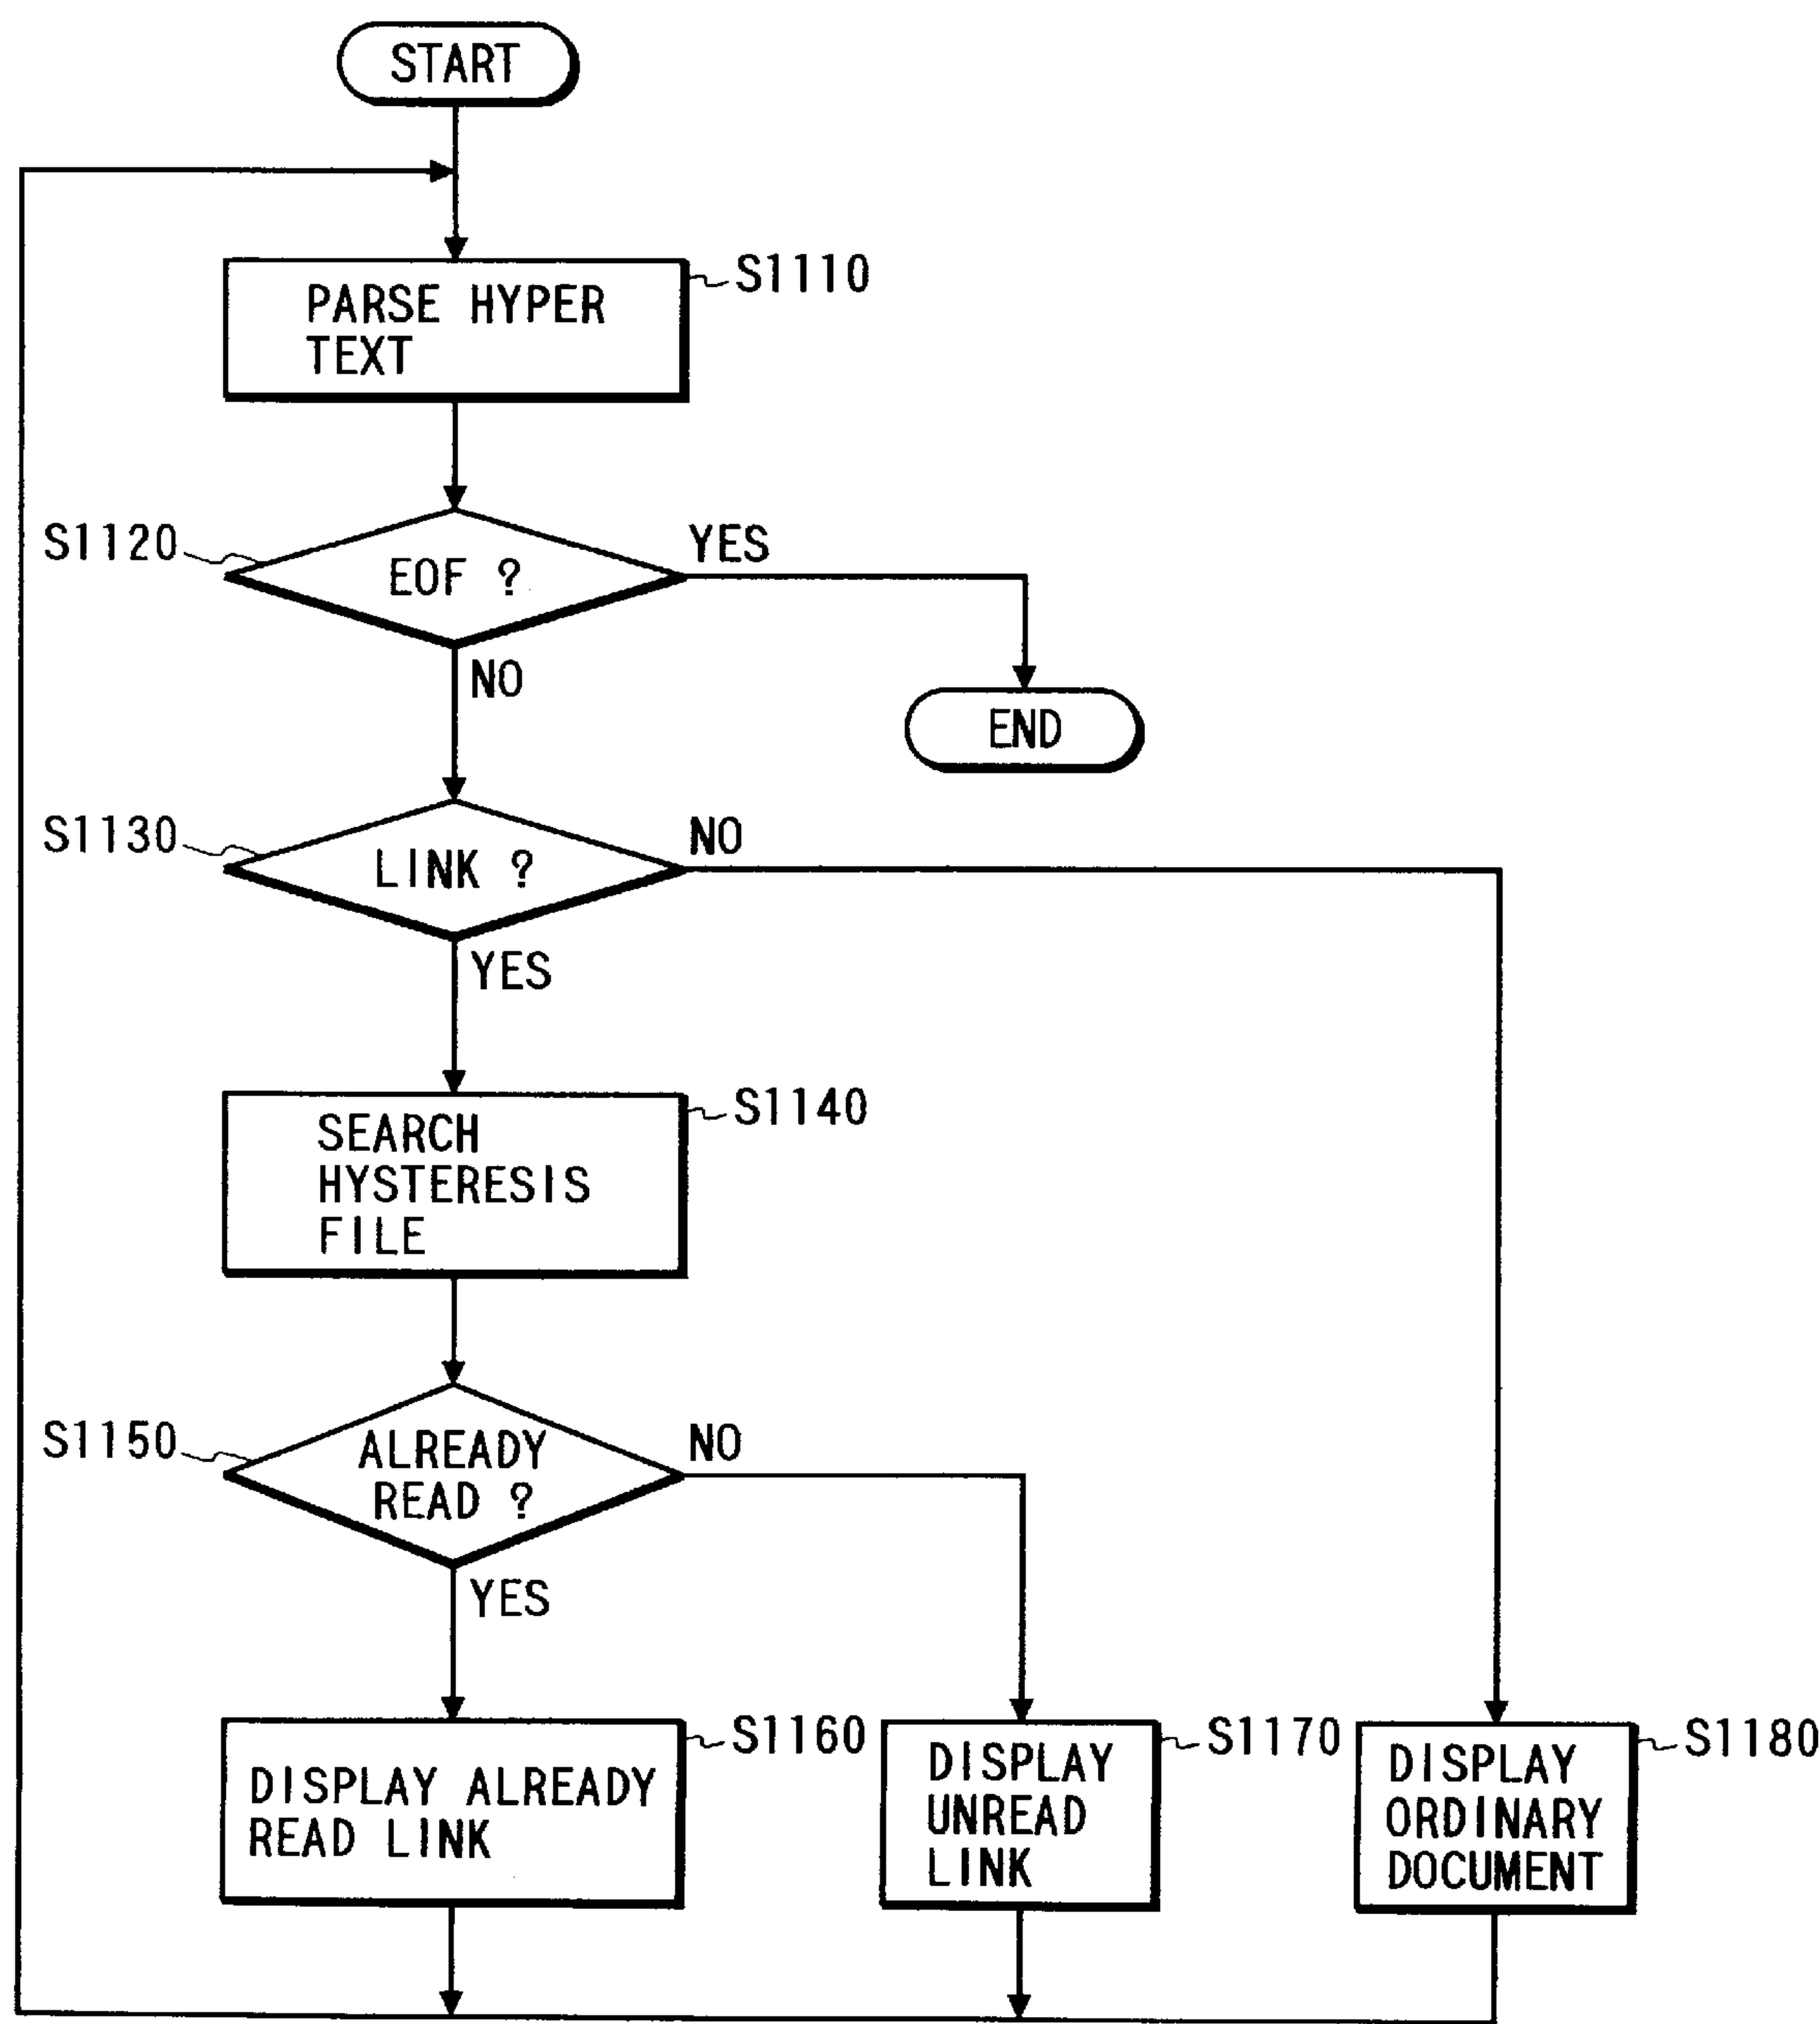 START
S1110
PARSE HYPER
TEXT
S1120
EOF ?
YES
NO
END
S1130
LINK ?
NO
YES
S1140
SEARCH
HYSTERESIS
FILE
S1150
ALREADY
READ ?
NO
YES
S1160
DISPLAY ALREADY
READ LINK
S1170
DISPLAY
UNREAD
LINK
S1180
DISPLAY
ORDINARY
DOCUMENT